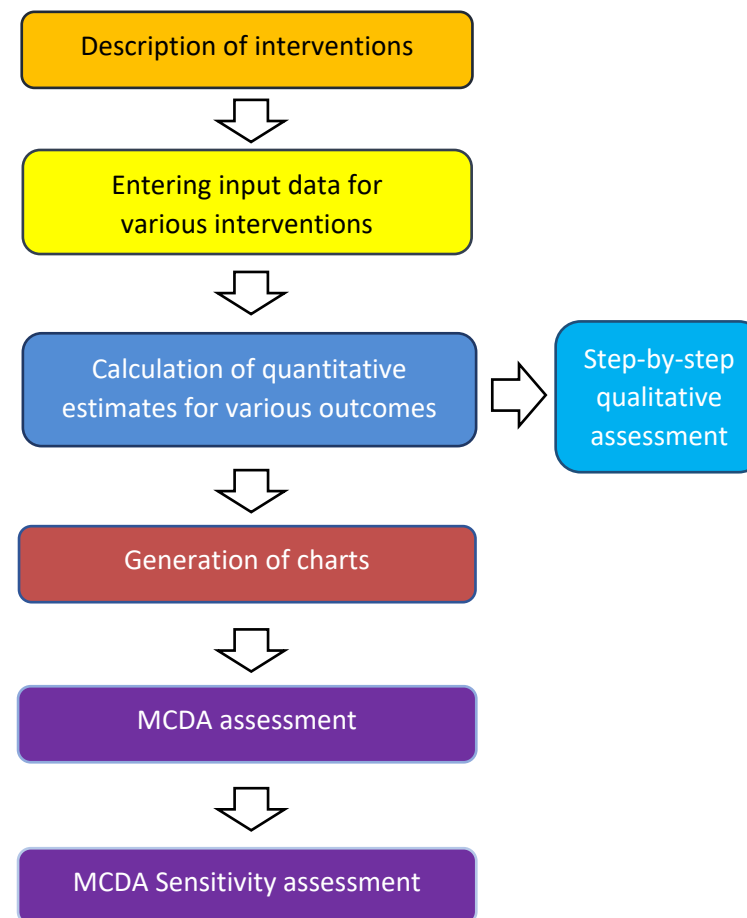 Description of interventions
Entering input data for
various interventions
Calculation of quantitative
estimates for various outcomes
Step-by-step
qualitative
assessment
Generation of charts
MCDA assessment
MCDA Sensitivity assessment